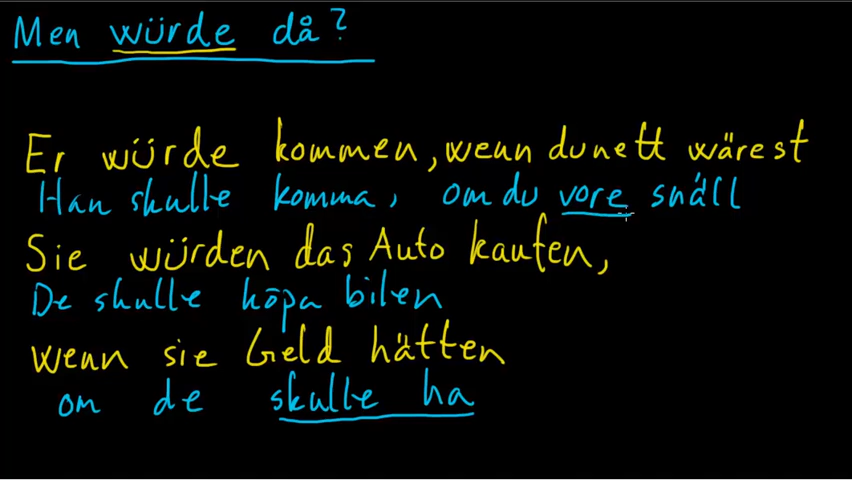 Men würde då?
Er würde kommen, wenn du nett wärest
Han skulle komma, om du vore snäll
Sie würden das Auto kaufen,
De skulle köpa bilen
wenn sie Geld hätten
om de skulle ha